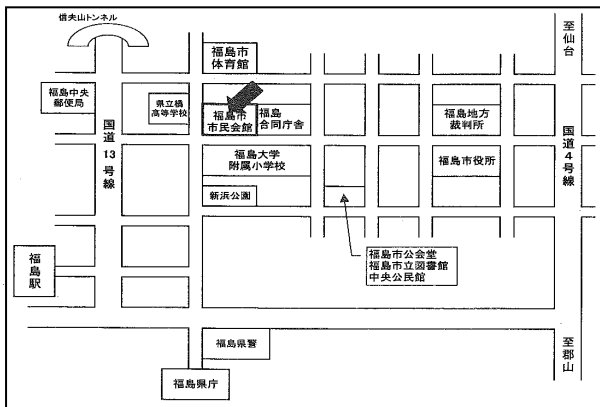 信夫山トンネル
至仙台
福島市
体育館
福島中央
郵便局
県立橘
高等学校
福島市
市民会館
福島
合同庁舎
福島地方
裁判所
国道13号線
国道4号線
福島大学
附属小学校
福島市役所
新浜公園
福島駅
福島市公会堂
福島市立図書館
中央公民館
福島県警
至郡山
福島県庁